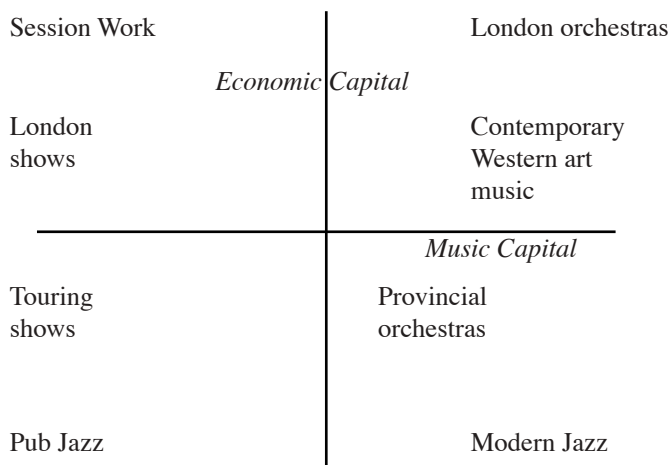 Session Work
London orchestras
Economic Capital
London
shows
Contemporary
Western art
music
Music Capital
Touring
shows
Provincial
orchestras
Pub Jazz
Modern Jazz